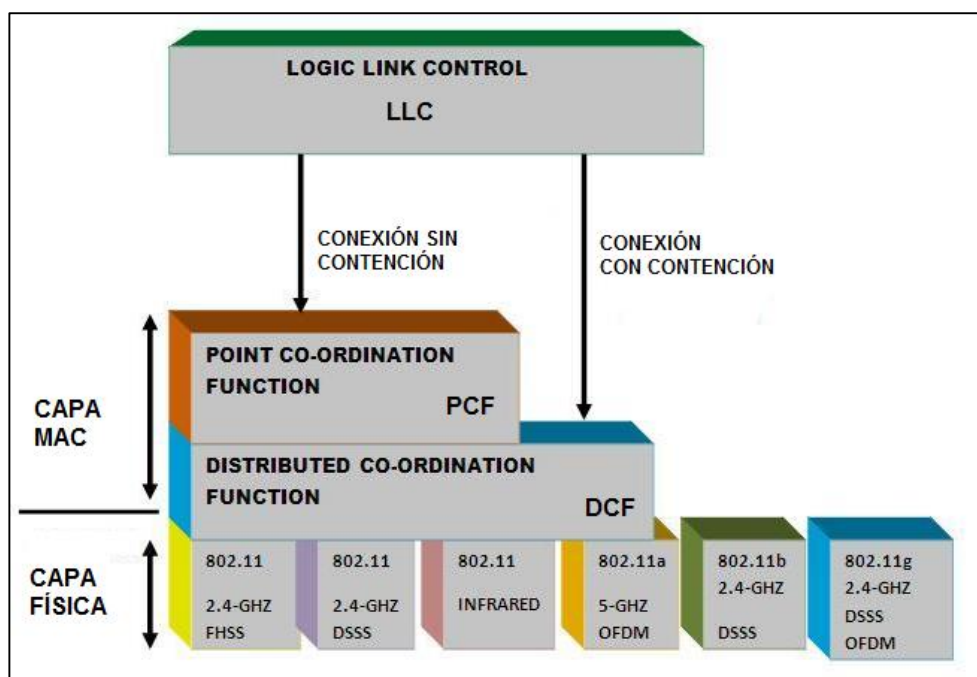 LOGIC LINK CONTROL
LLC
CONEXIÓN SIN
CONTENCIÓN
CONEXIÓN
CON CONTENCIÓN
CAPA
MAC
POINT CO-ORDINATION
FUNCTION
PCF
DISTRIBUTED CO-ORDINATION
FUNCTION
DCF
CAPA
FÍSICA
802.11
2.4-GHZ
FHSS
802.11
2.4-GHZ
DSSS
802.11
INFRARED
802.11a
5-GHZ
OFDM
802.11b
2.4-GHZ
DSSS
802.11g
2.4-GHZ
DSSS
OFDM